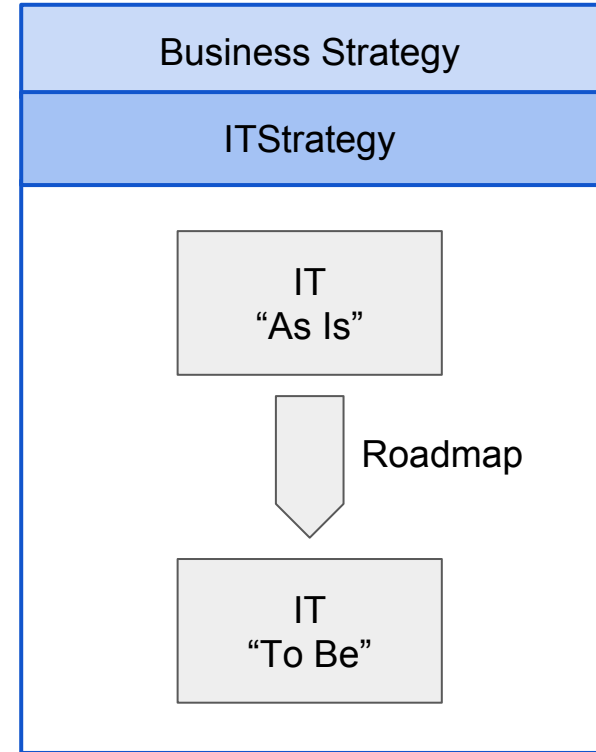 Business Strategy
ITStrategy
IT
“As Is”
Roadmap
IT
“To Be”